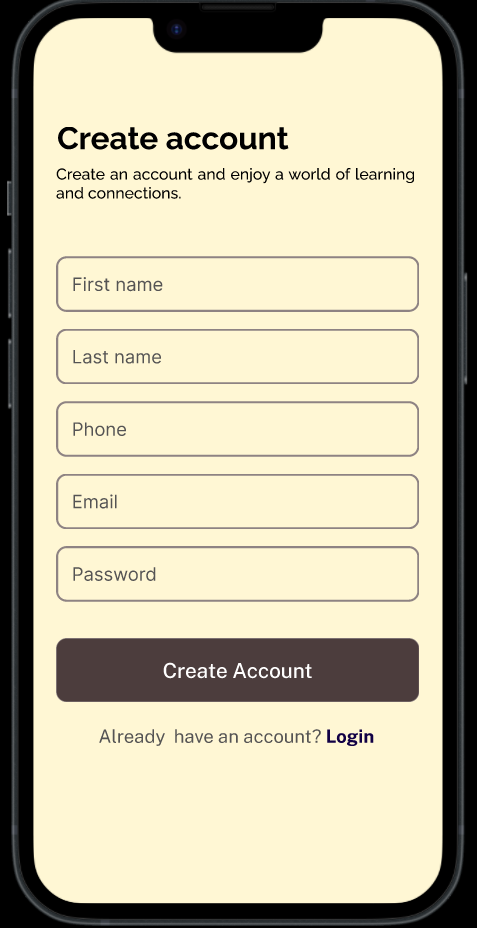 Create account
Create an account and enjoy a world of learning
and connections.
First name
Last name
Phone
Email
Password
Create Account
Already  have an account? Login